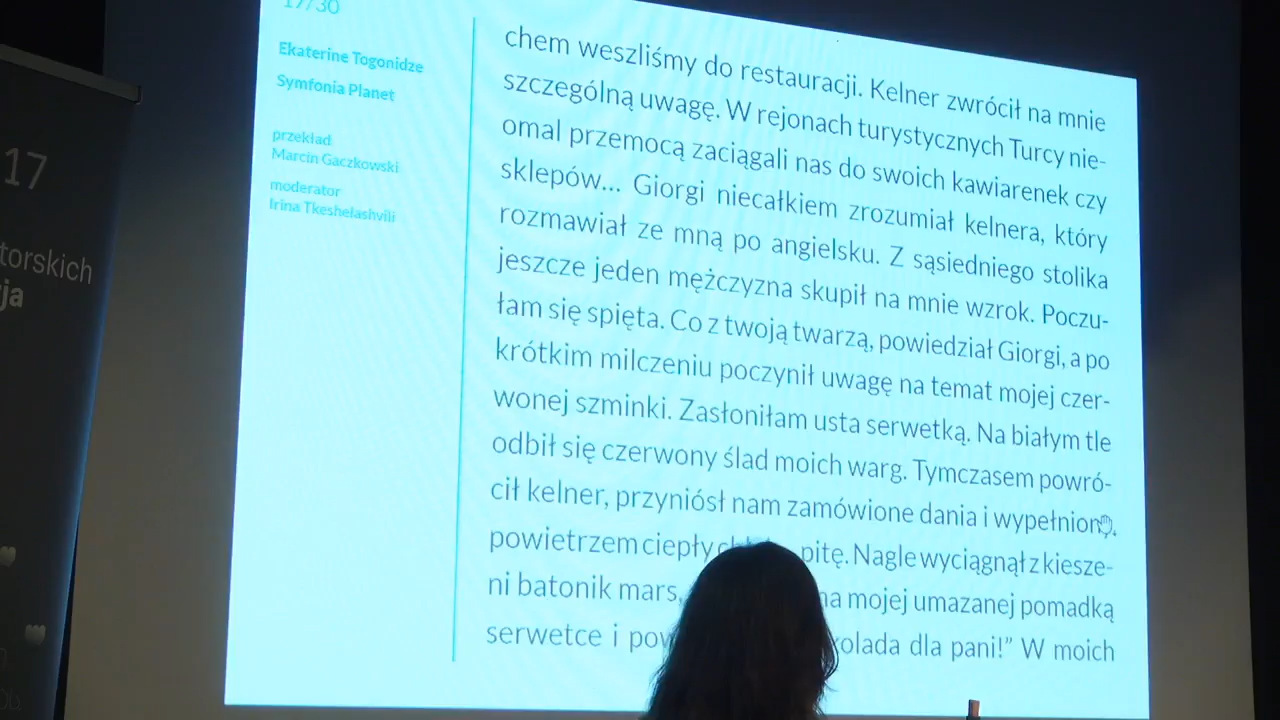 17/30
Ekaterine Togonidze
Symfonia Planet
przekład
Marcin Gaczkowski
moderator
Irina Tkeshelashvili
chem weszliśmy do restauracji. Kelner zwrócił na mnie
szczególną uwagę. W rejonach turystycznych Turcy nie-
omal przemocą zaciągali nas do swoich kawiarenek czy
sklepów... Giorgi niecałkiem zrozumiał kelnera, który
rozmawiał ze mną po angielsku. Z sąsiedniego stolika
jeszcze jeden mężczyzna skupił na mnie wzrok. Poczu-
łam się spięta. Co z twoją twarzą, powiedział Giorgi, a po
krótkim milczeniu poczynił uwagę na temat mojej czer-
wonej szminki. Zasłoniłam usta serwetką. Na białym tle
odbił się czerwony ślad moich warg. Tymczasem powró-
cił kelner, przyniósł nam zamówione dania i wypełnion
powietrzem ciepły pitę. Nagle wyciągnął z kiesze-
ni batonik mars, na mojej umazanej pomadką
serwetce i dla pani!” W moich
17
torskich
ja